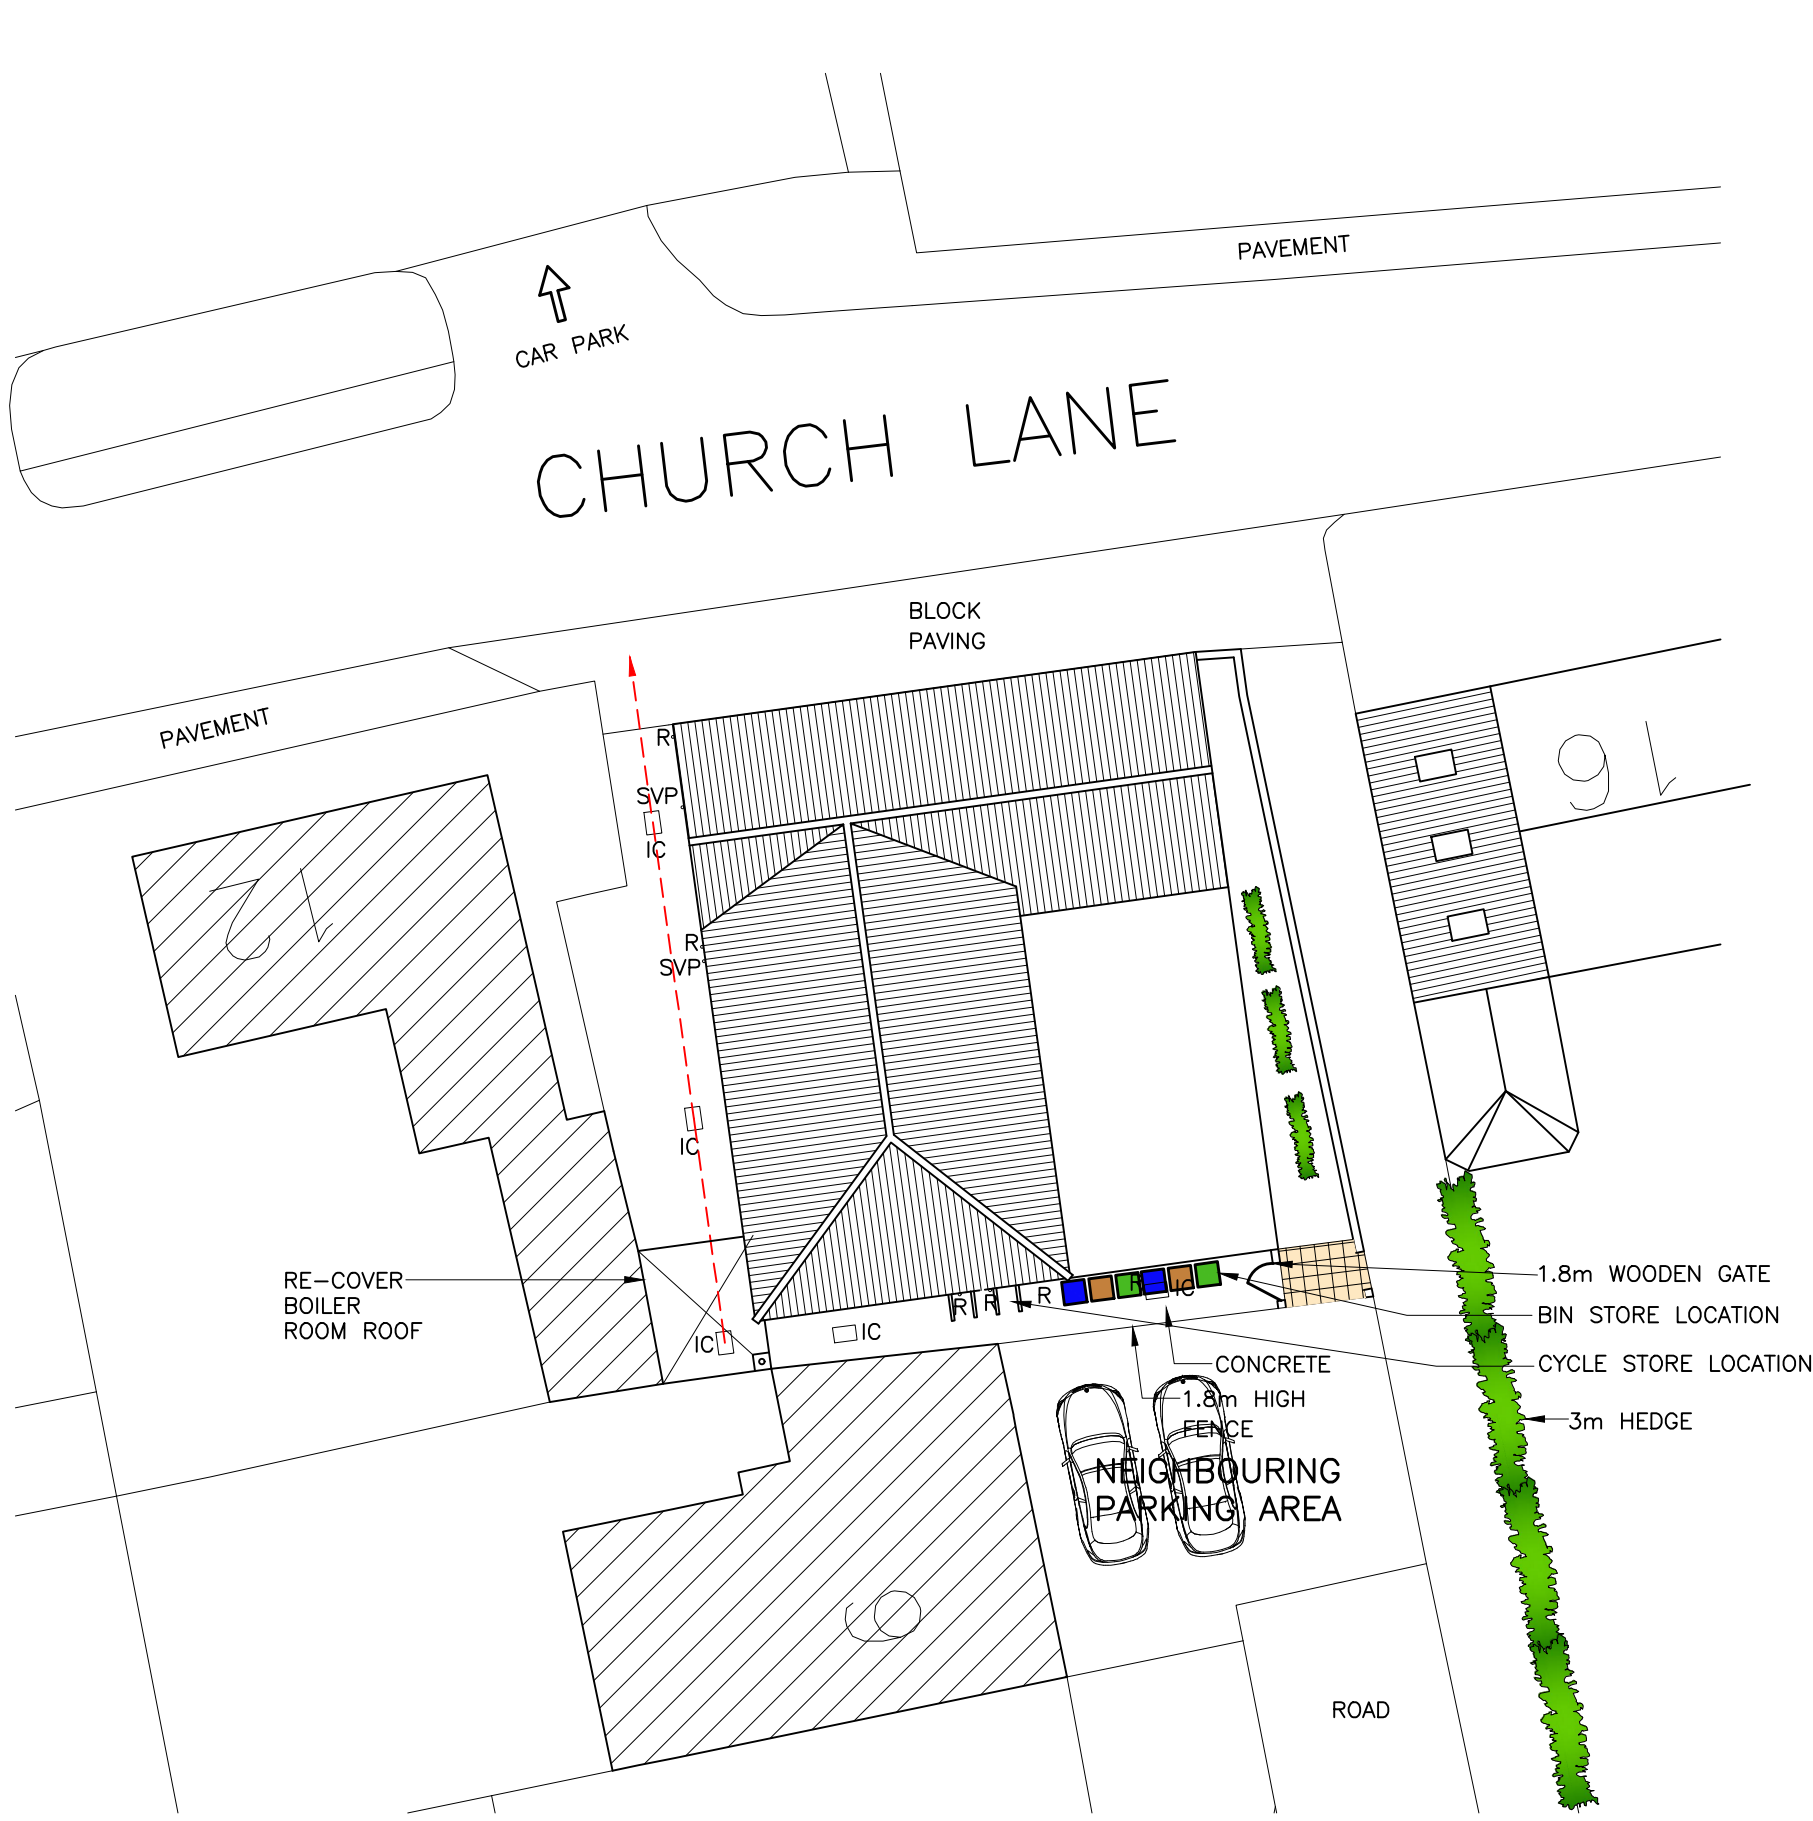 PAVEMENT
CAR PARK
CHURCH LANE
BLOCK
PAVING
PAVEMENT
R
SVP
IC
16
12
R
SVP
IC
RE-COVER
BOILER
ROOM ROOF
IC
IC
R
R
R
R
IC
1.8m WOODEN GATE
BIN STORE LOCATION
CYCLE STORE LOCATION
CONCRETE
1.8m HIGH
FENCE
3m HEDGE
NEIGHBOURING
PARKING AREA
ROAD